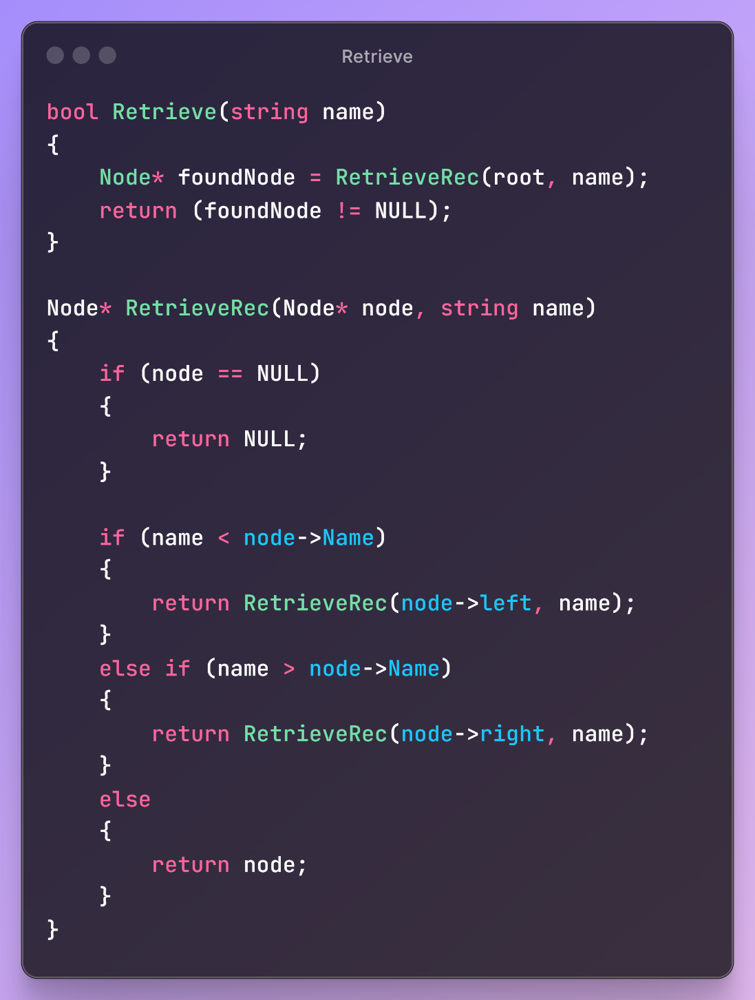 Retrieve
bool Retrieve(string name)
{
    Node* foundNode = RetrieveRec(root, name);
    return (foundNode != NULL);
}

Node* RetrieveRec(Node* node, string name)
{
    if (node == NULL)
    {
        return NULL;
    }

    if (name < node->Name)
    {
        return RetrieveRec(node->left, name);
    }
    else if (name > node->Name)
    {
        return RetrieveRec(node->right, name);
    }
    else
    {
        return node;
    }
}